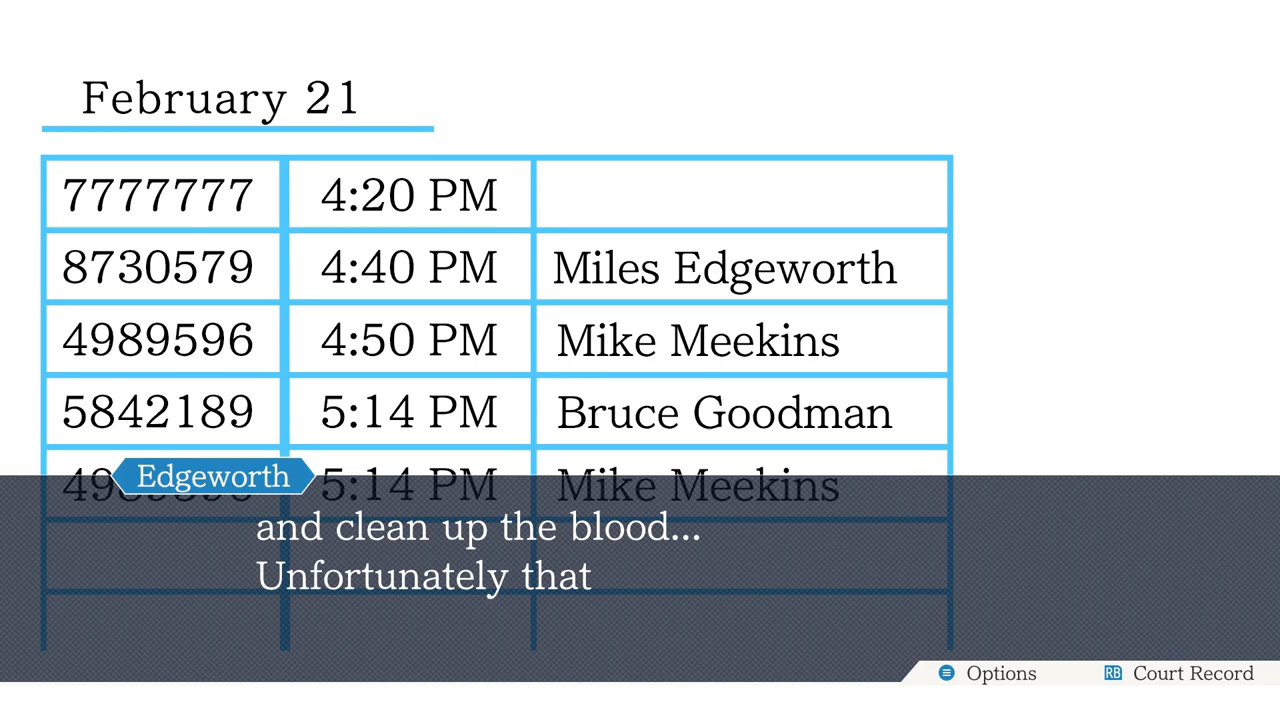 February 21
7777777 4:20 PM
8730579 4:40 PM Miles Edgeworth
4989596 4:50 PM Mike Meekins
5842189 5:14 PM Bruce Goodman
4989596 5:14 PM Mike Meekins
Edgeworth
and clean up the blood...
Unfortunately that
Options RB Court Record